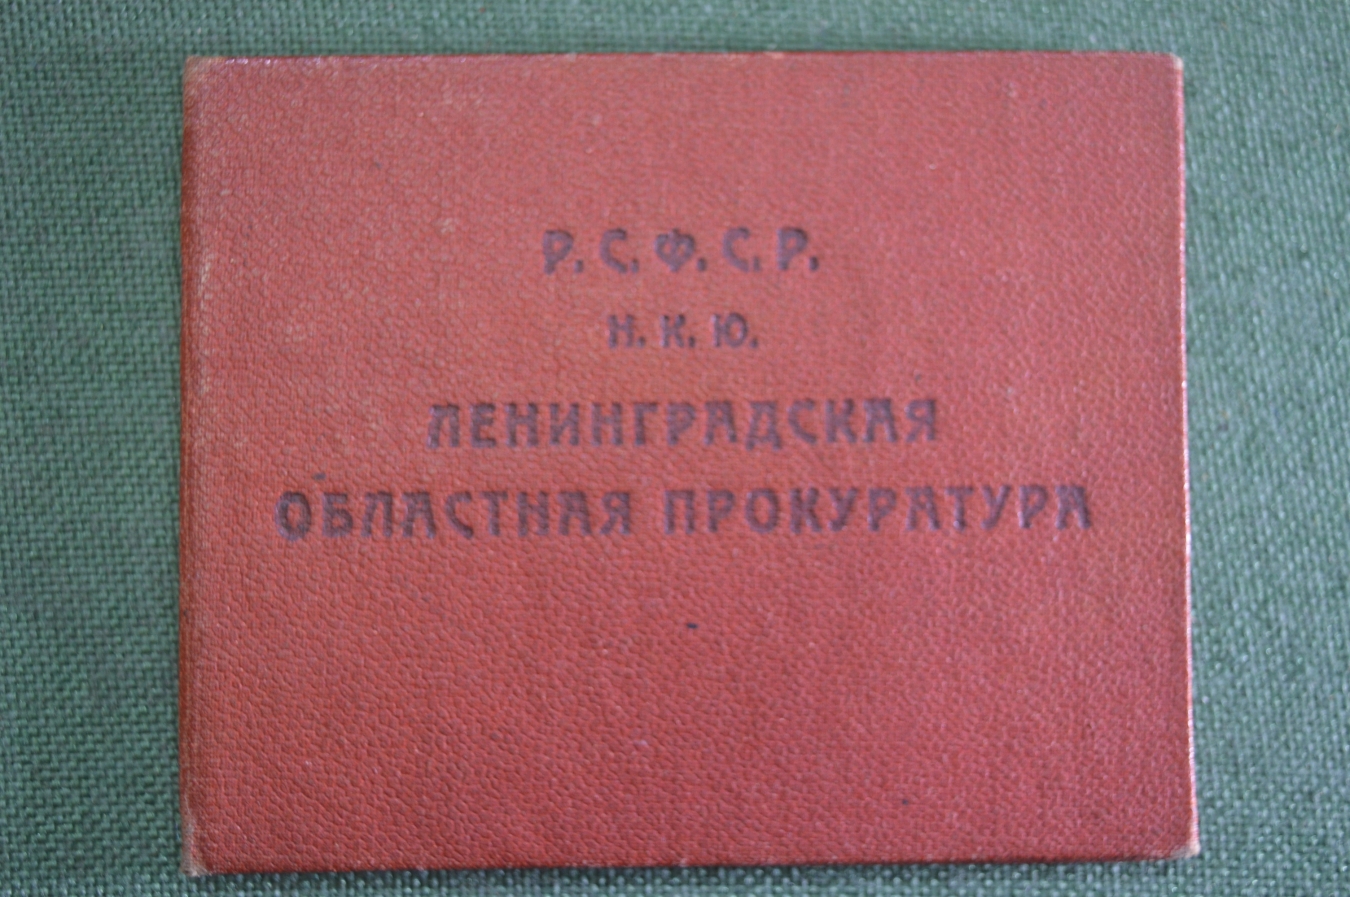 Р. С. Ф. С. Р.
Н. К. Ю.
ЛЕНИНГРАДСКАЯ
ОБЛАСТНАЯ ПРОКУРАТУРА